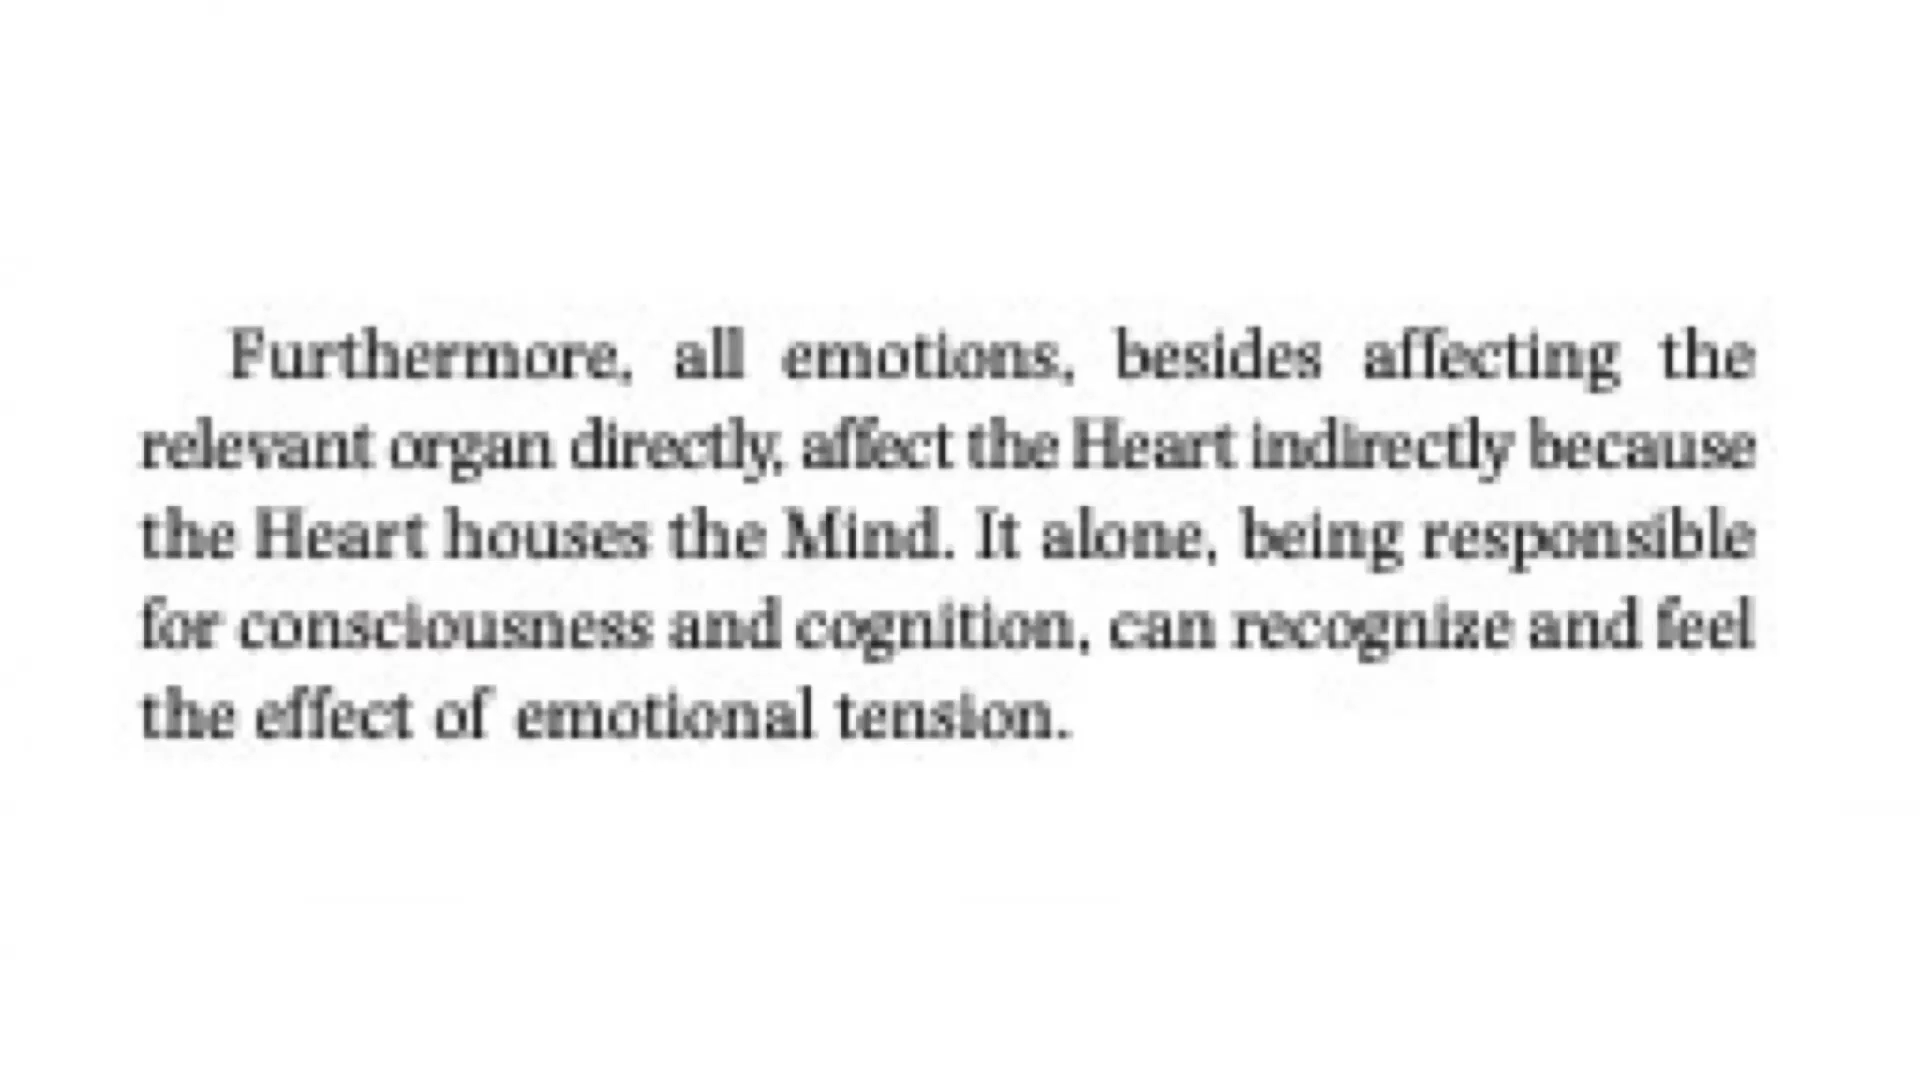 Furthermore, all emotions, besides affecting the
relevant organ directly, affect the Heart indirectly because
the Heart houses the Mind. It alone, being responsible
for consciousness and cognition, can recognize and feel
the effect of emotional tension.